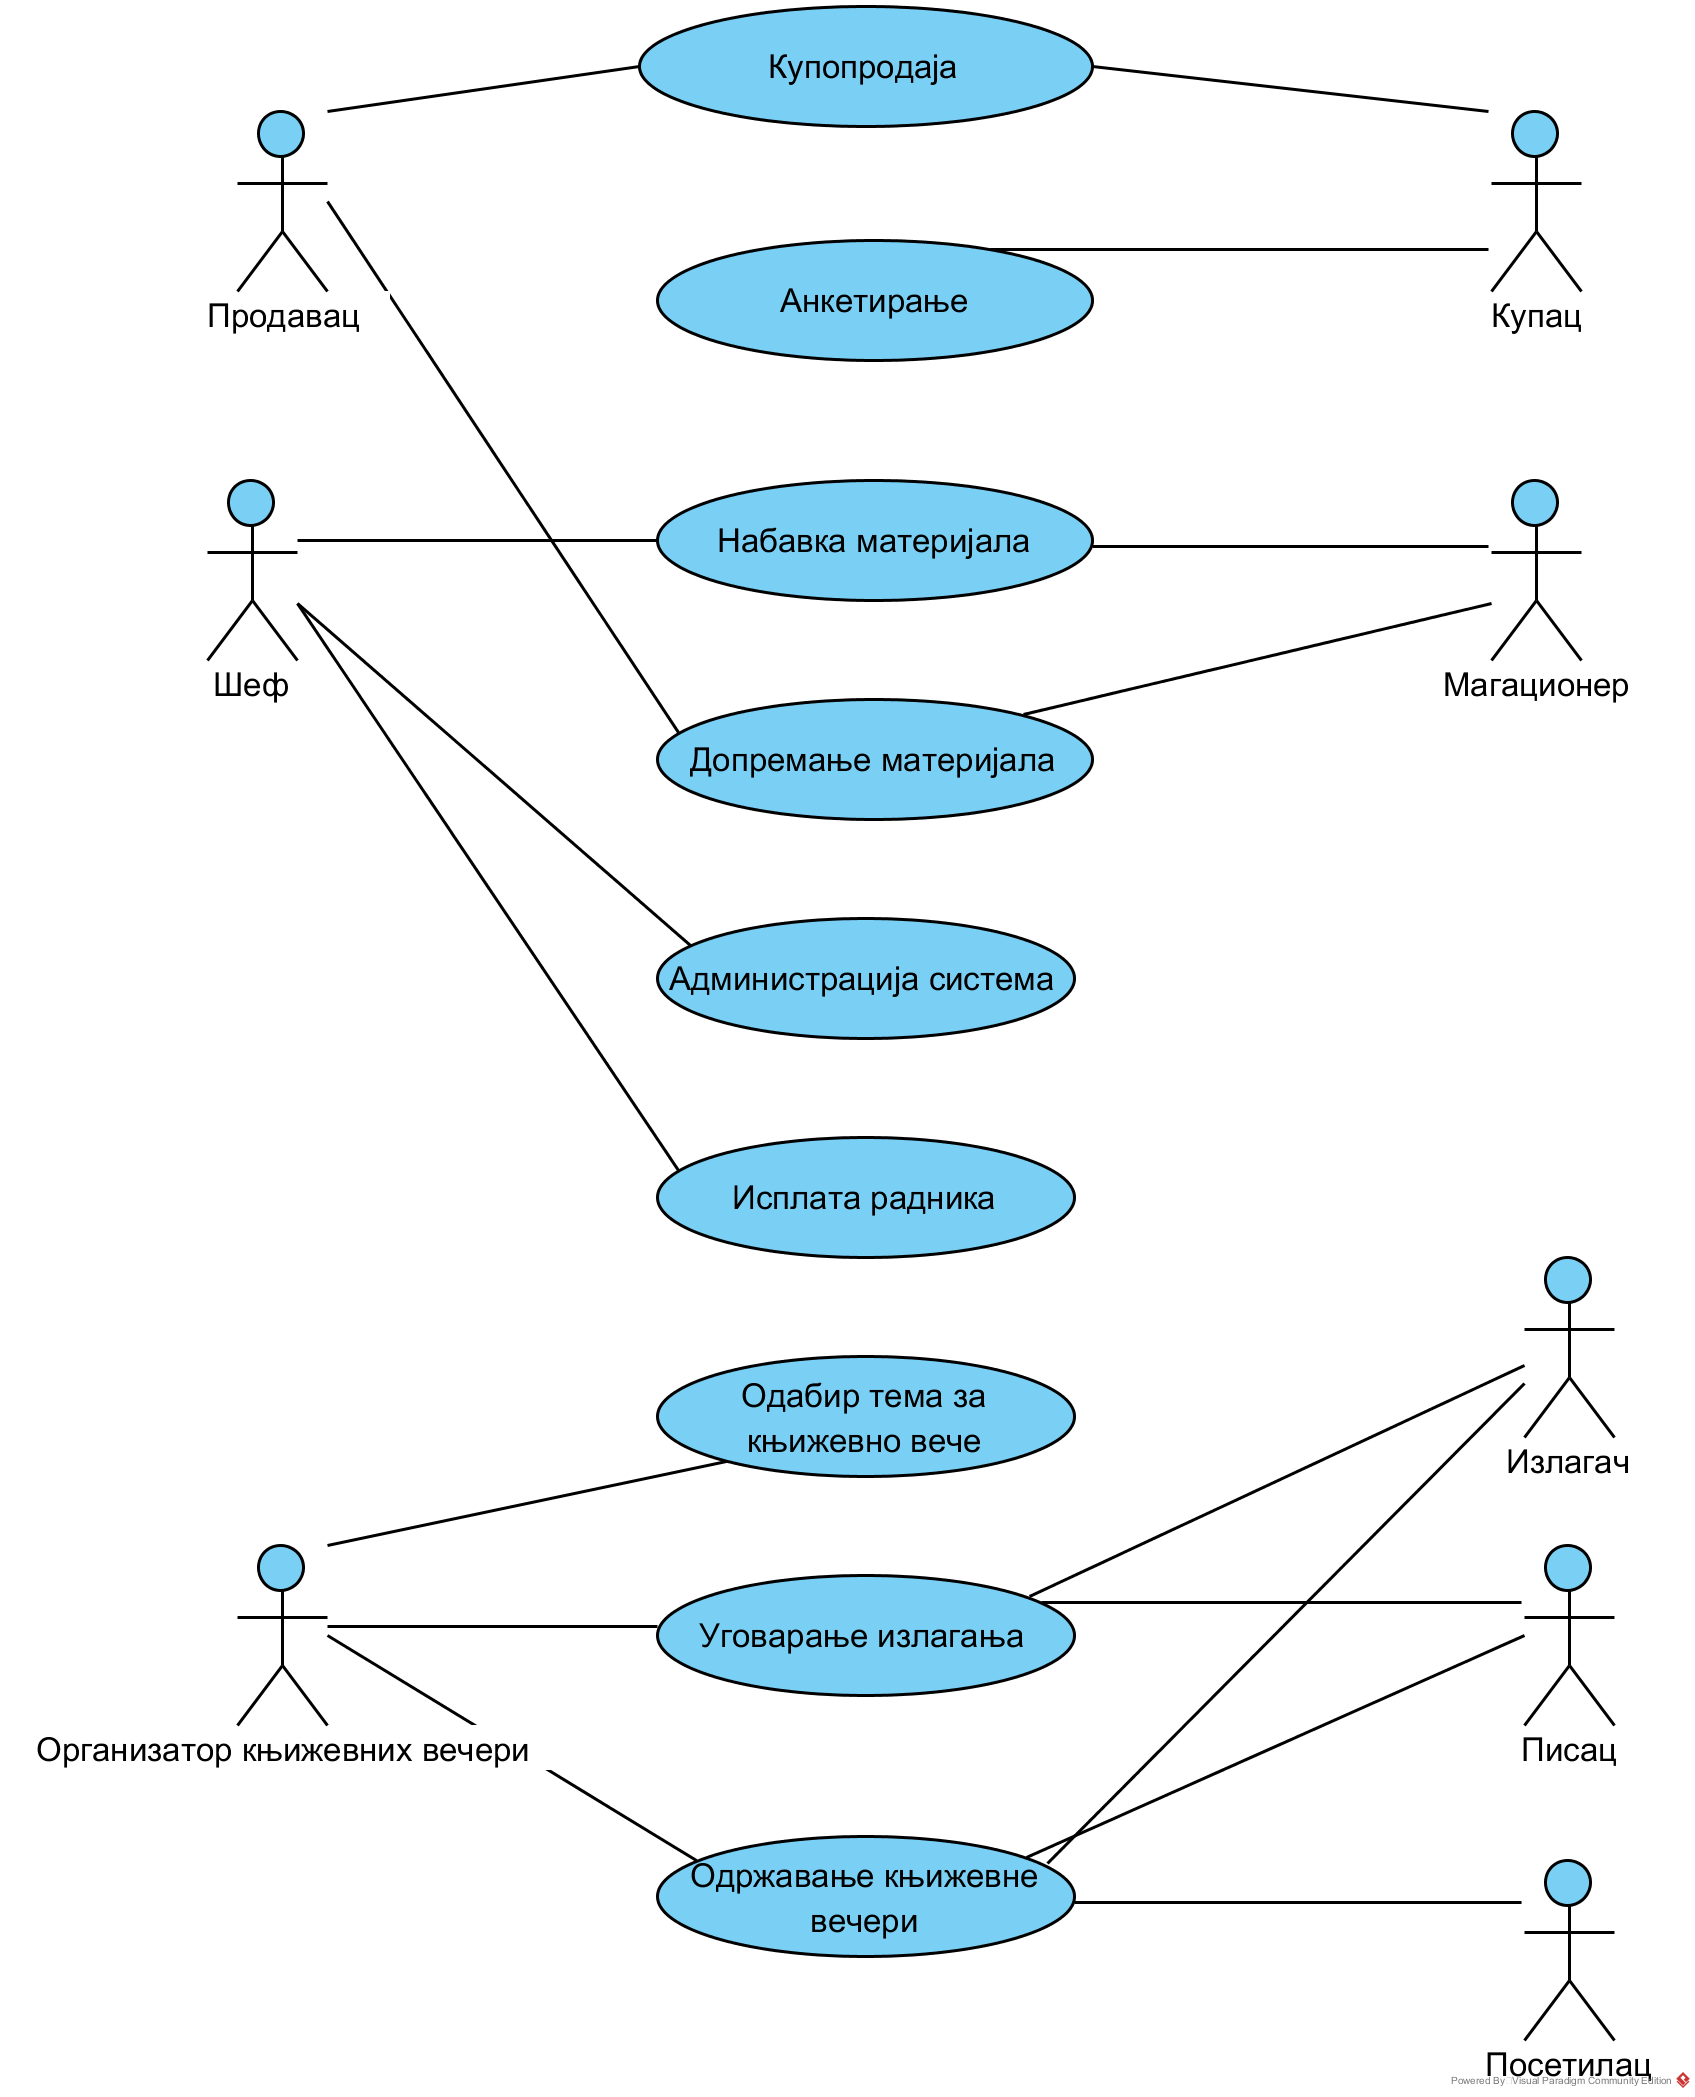 Купопродаја
Продавац
Анкетирање
Купац
Шеф
Набавка материјала
Магационер
Допремање материјала
Администрација система
Исплата радника
Одабир тема за
књижевно вече
Излагач
Организатор књижевних вечери
Уговарање излагања
Писац
Одржавање књижевне
вечери
Посетилац
Powered By Visual Paradigm Community Edition